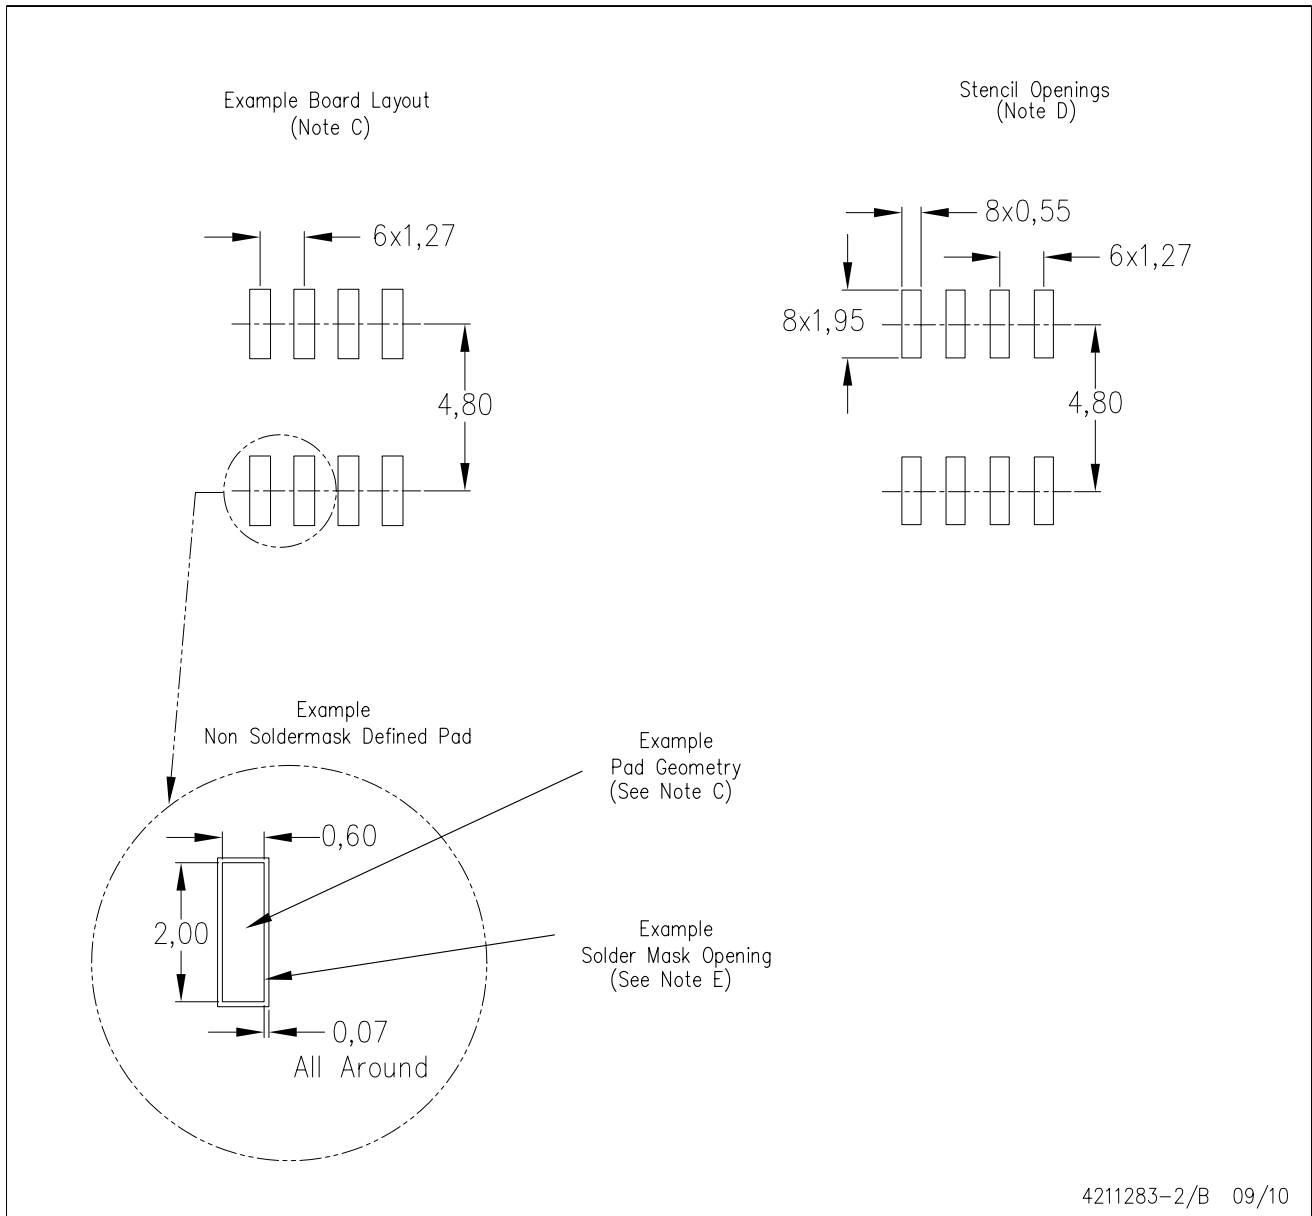 Example Board Layout
(Note C)
6x1,27
4,80
Stencil Openings
(Note D)
8x0,55
6x1,27
8x1,95
4,80
Example
Non Soldermask Defined Pad
0,60
2,00
0,07
All Around
Example
Pad Geometry
(See Note C)
Example
Solder Mask Opening
(See Note E)
4211283-2/B 09/10